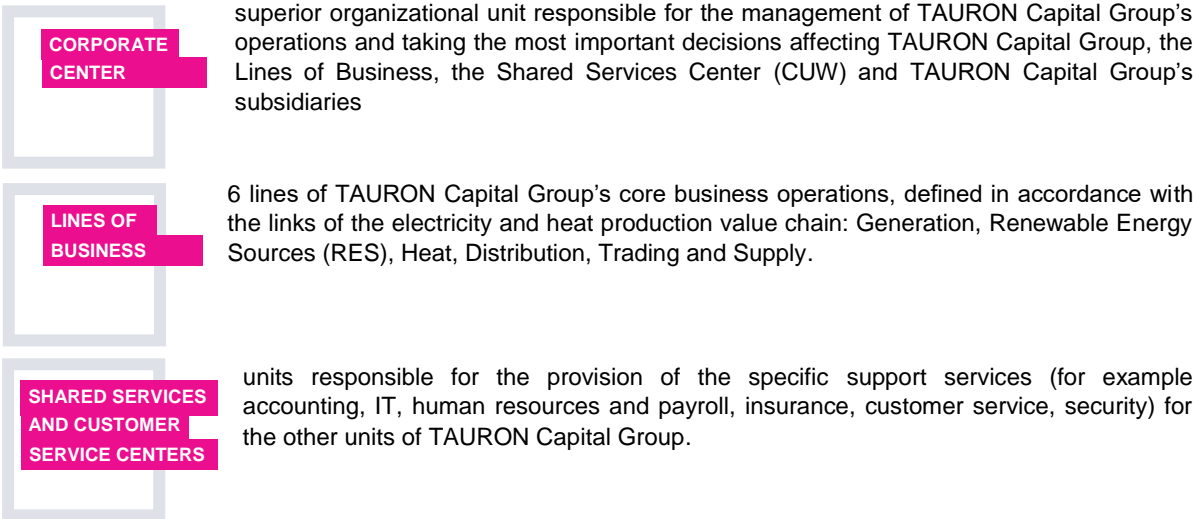 CORPORATE
CENTER
superior organizational unit responsible for the management of TAURON Capital Group's
operations and taking the most important decisions affecting TAURON Capital Group, the
Lines of Business, the Shared Services Center (CUW) and TAURON Capital Group's
subsidiaries
LINES OF
BUSINESS
6 lines of TAURON Capital Group's core business operations, defined in accordance with
the links of the electricity and heat production value chain: Generation, Renewable Energy
Sources (RES), Heat, Distribution, Trading and Supply.
SHARED SERVICES
AND CUSTOMER
SERVICE CENTERS
units responsible for the provision of the specific support services (for example
accounting, IT, human resources and payroll, insurance, customer service, security) for
the other units of TAURON Capital Group.